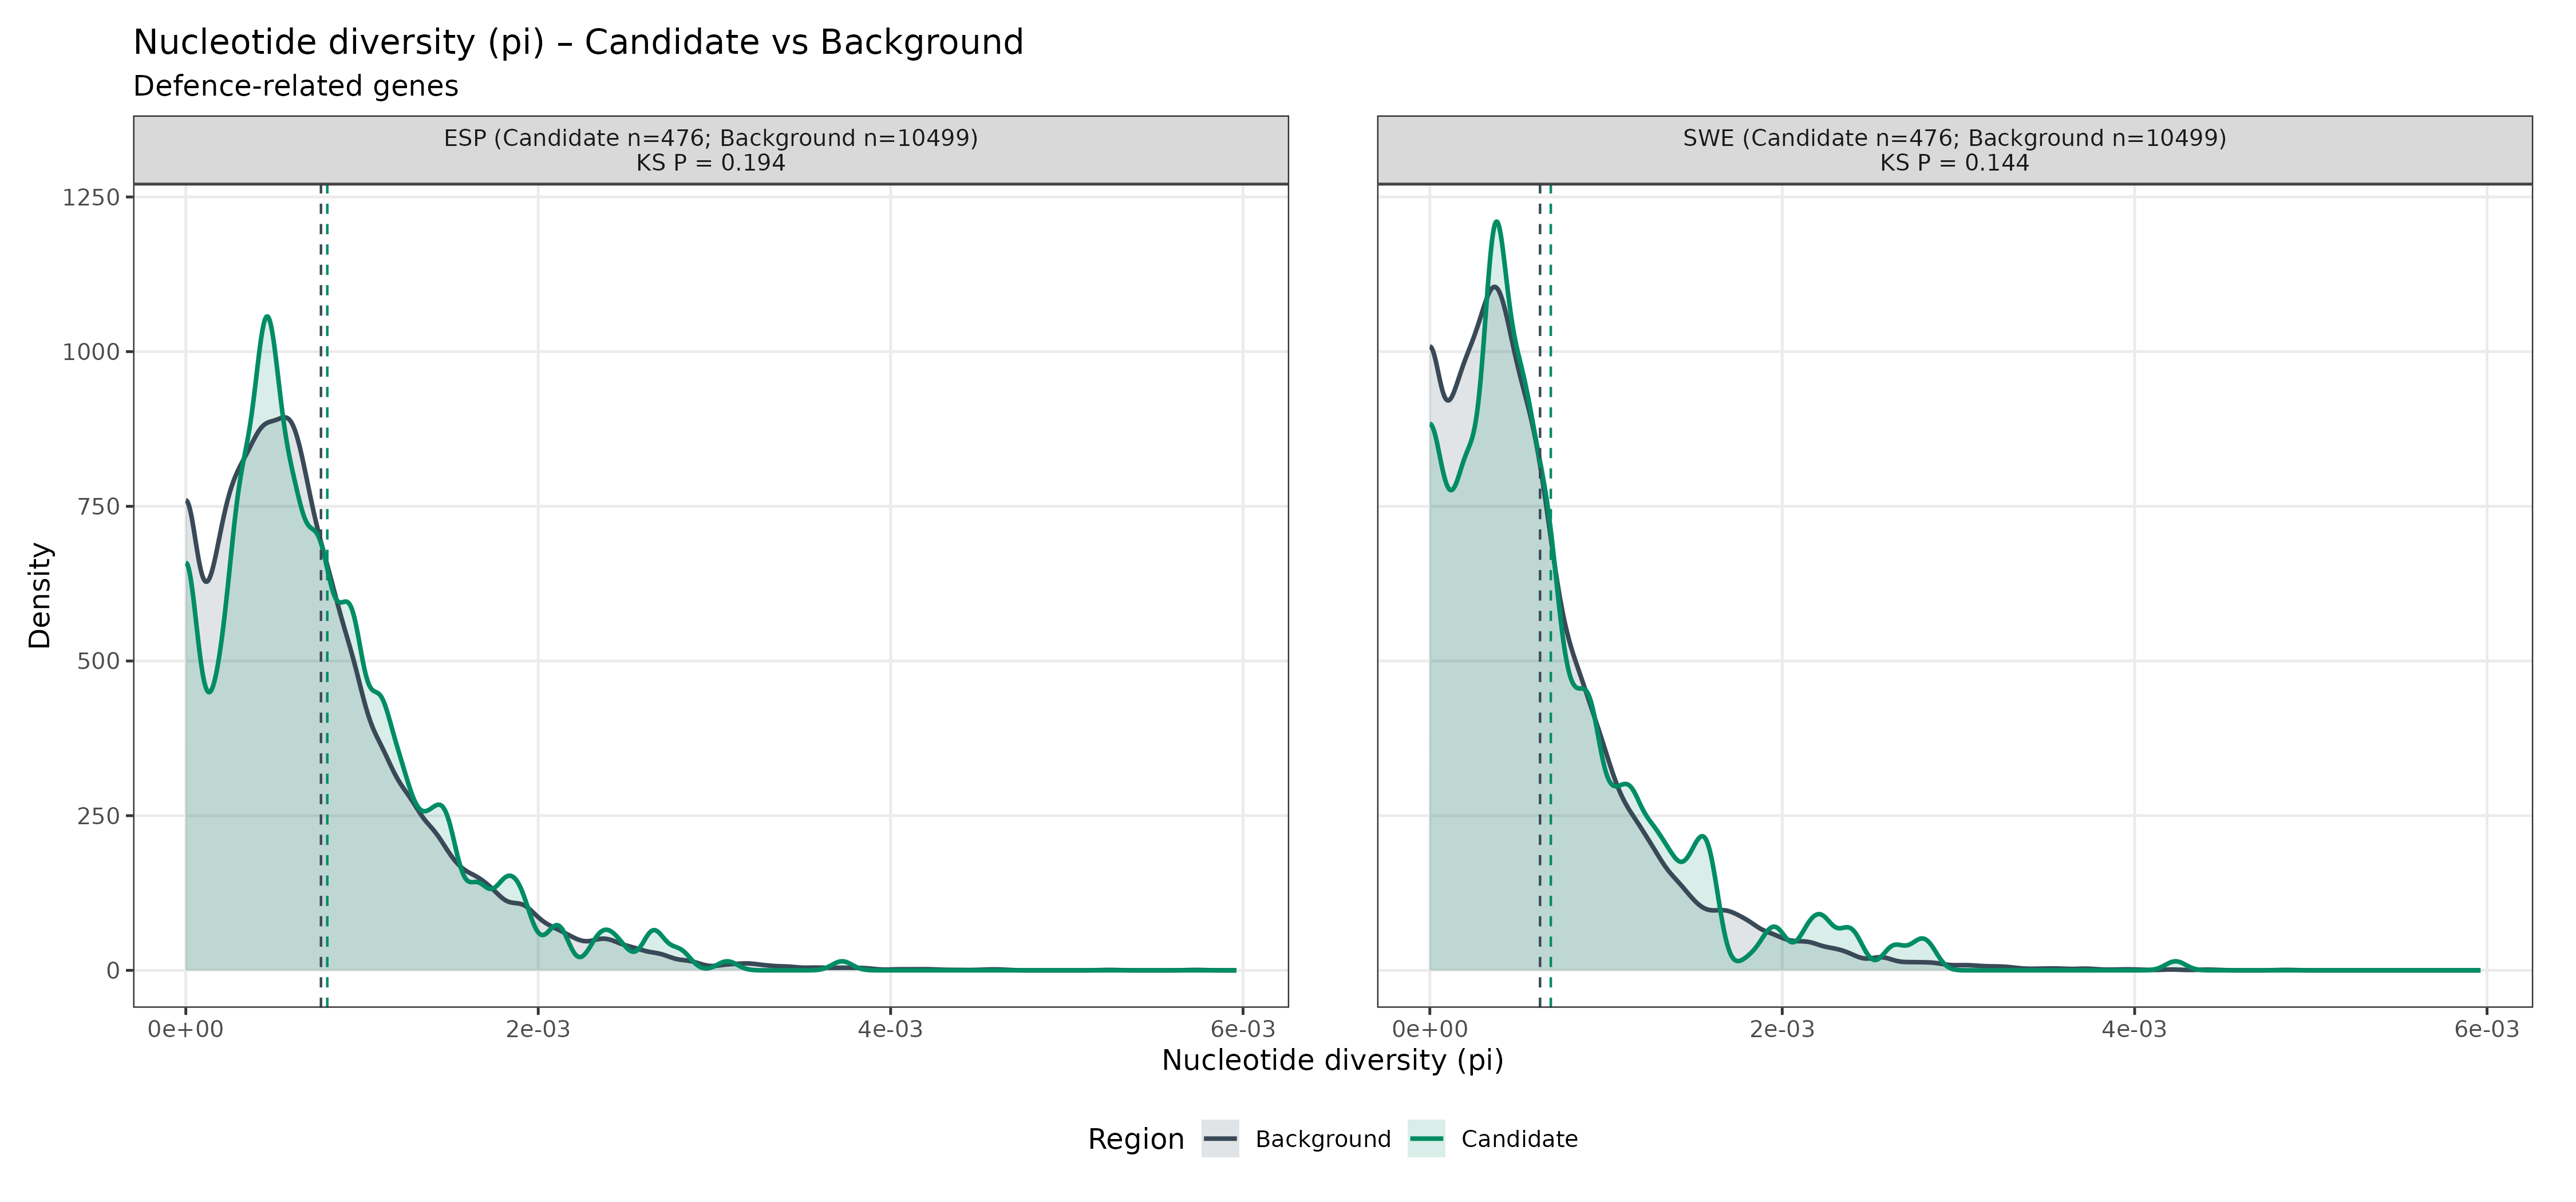 Nucleotide diversity (pi) – Candidate vs Background
Defence-related genes
ESP (Candidate n=476; Background n=10499)
KS P = 0.194
SWE (Candidate n=476; Background n=10499)
KS P = 0.144
Density
1250
1000
750
500
250
0
0e+00
2e-03
4e-03
6e-03
0e+00
2e-03
4e-03
6e-03
Nucleotide diversity (pi)
Region
Background
Candidate